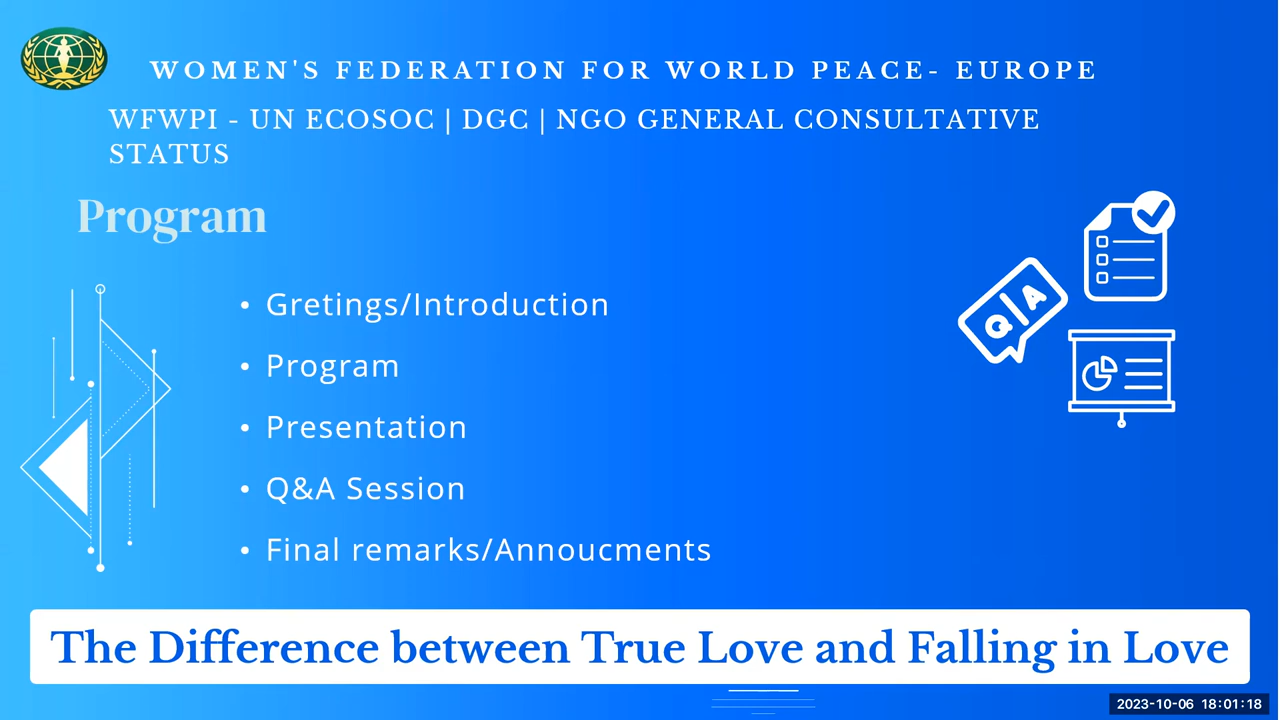 WOMEN'S FEDERATION FOR WORLD PEACE- EUROPE
WFWPI - UN ECOSOC | DGC | NGO GENERAL CONSULTATIVE
STATUS
Program
• Gretings/Introduction
• Program
• Presentation
• Q&A Session
• Final remarks/Annoucments
Q|A
The Difference between True Love and Falling in Love
2023-10-06 18:01:18